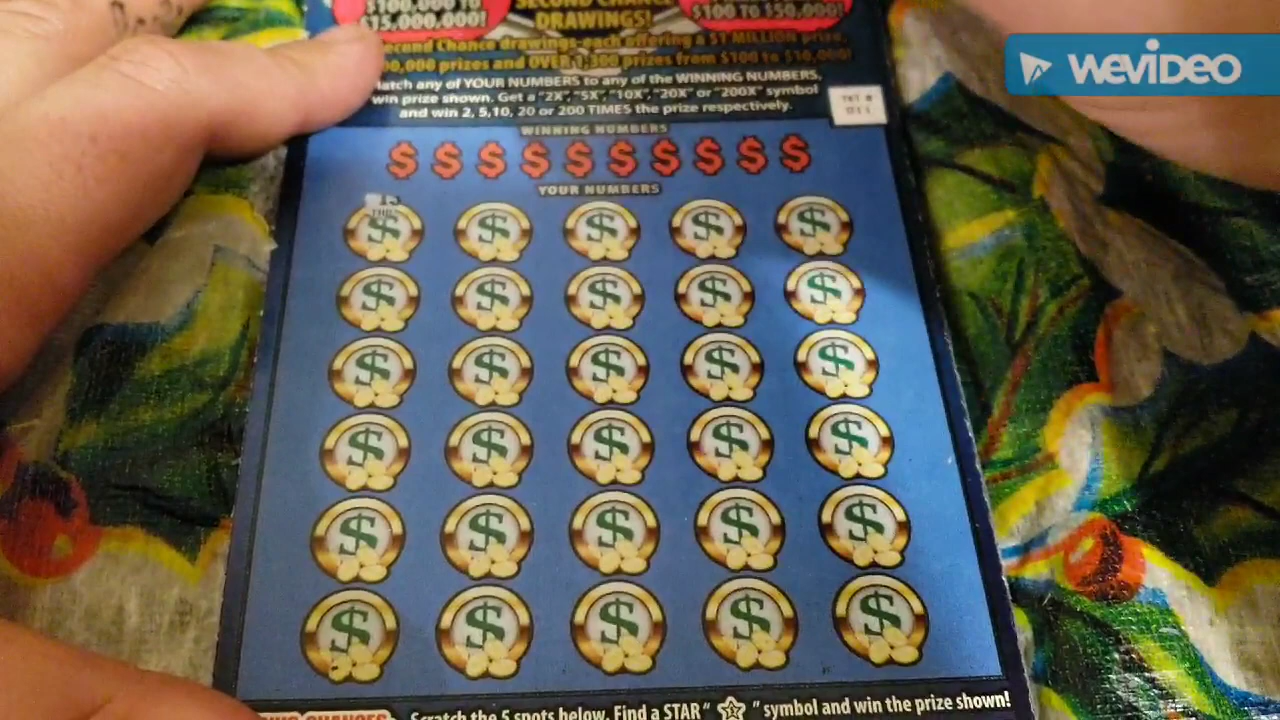 $100,000 TO
$15,000,000!
SECOND CHANCE
DRAWINGS!
$100 TO $50,000!
WEVIDEO
Second Chance drawings each offering a $1 MILLION prize,
prizes and OVER 1,300 prizes from $100 to $10,000!
Match any of YOUR NUMBERS to any of the WINNING NUMBERS,
win prize shown. Get a "2X", "5X", "10X", "20X" or "200X" symbol
and win 2, 5, 10, 20 or 200 TIMES the prize respectively.
WINNING NUMBERS
$ $ $ $ $ $ $ $ $ $
YOUR NUMBERS
$ $ $ $ $
$ $ $ $ $
$ $ $ $ $
$ $ $ $ $
$ $ $ $ $
$ $ $ $ $
CHANCES Scratch the 5 spots below. Find a STAR " " symbol and win the prize shown!